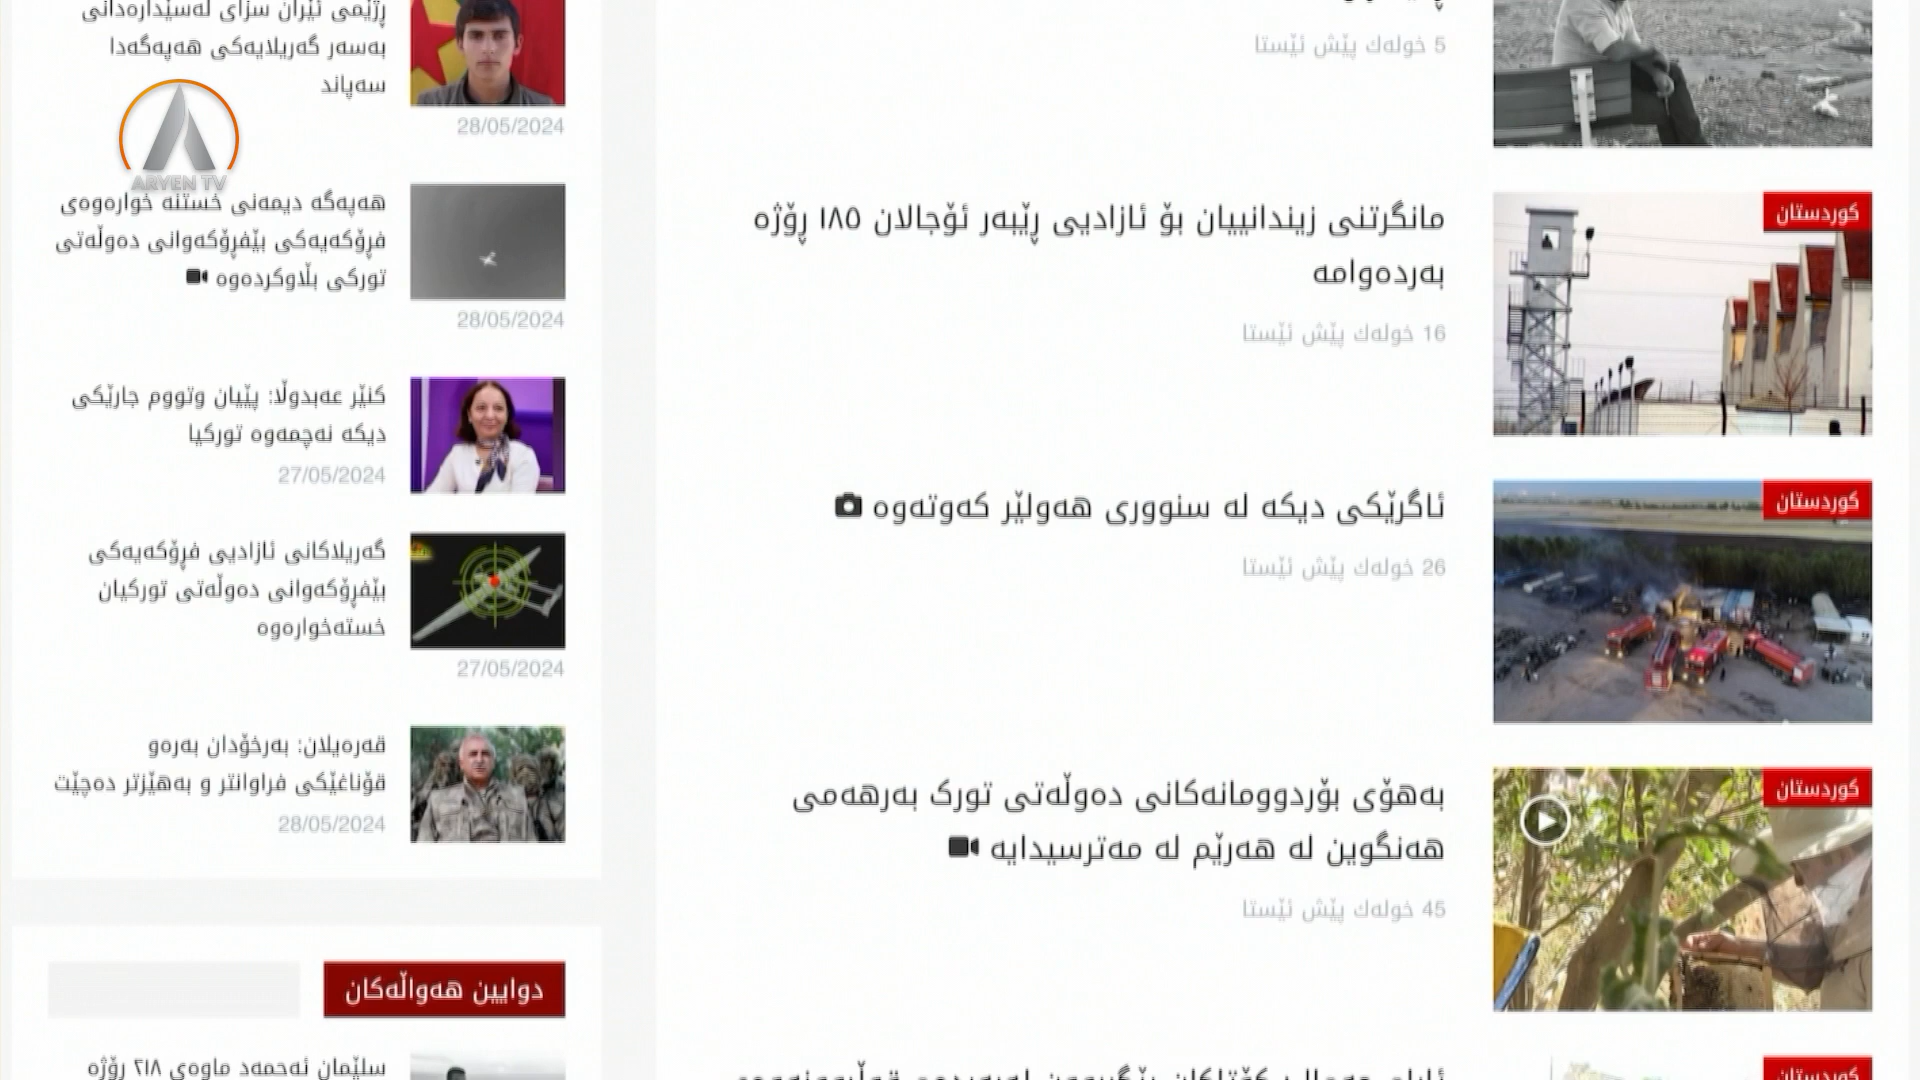 5 خولەك پێش ئێستا
کوردستان
مانگرتنی زیندانییان بۆ ئازادیی ڕێبەر ئۆجالان ١٨٥ ڕۆژە
بەردەوامە
16 خولەك پێش ئێستا
کوردستان
ئاگرێکی دیکە لە سنووری هەولێر کەوتەوە
26 خولەك پێش ئێستا
کوردستان
بەهۆی بۆردوومانەکانی دەوڵەتی تورک بەرهەمی
هەنگوین لە هەرێم لە مەترسیدایە
45 خولەك پێش ئێستا
کوردستان
ڕژێمی ئێران سزای لەسێدارەدانی
بەسەر گەریلایەکی هەپەگەدا
سەپاند
28/05/2024
ARYEN TV
هەپەگە دیمەنی خستنە خوارەوەی
فڕۆکەیەکی بێفڕۆکەوانی دەوڵەتی
تورکی بڵاوکردەوە
28/05/2024
کنێر عەبدوڵا: پێیان وتووم جارێکی
دیکە نەچمەوە تورکیا
27/05/2024
گەریلاکانی ئازادیی فڕۆکەیەکی
بێفڕۆکەوانی دەوڵەتی تورکیان
خستەخوارەوە
27/05/2024
قەرەیلان: بەرخۆدان بەرەو
قۆناغێکی فراوانتر و بەهێزتر دەچێت
28/05/2024
دوایین هەواڵەکان
سلێمان ئەحمەد ماوەی ٢١٨ ڕۆژە